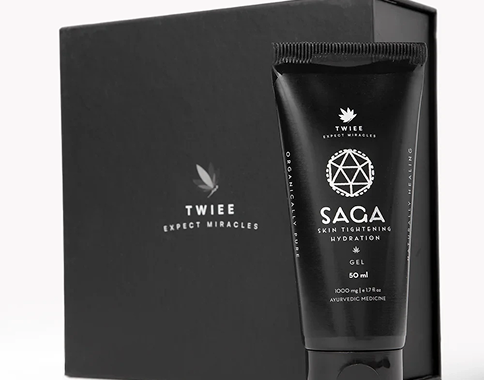 TWIEE
EXPECT MIRACLES
TWIEE
EXPECT MIRACLES
ORGANICALLY PURE
NATURALLY HEALING
SAGA
SKIN TIGHTENING
HYDRATION
GEL
50 ml
1000 mg | e 1.7 fl oz
AYURVEDIC MEDICINE